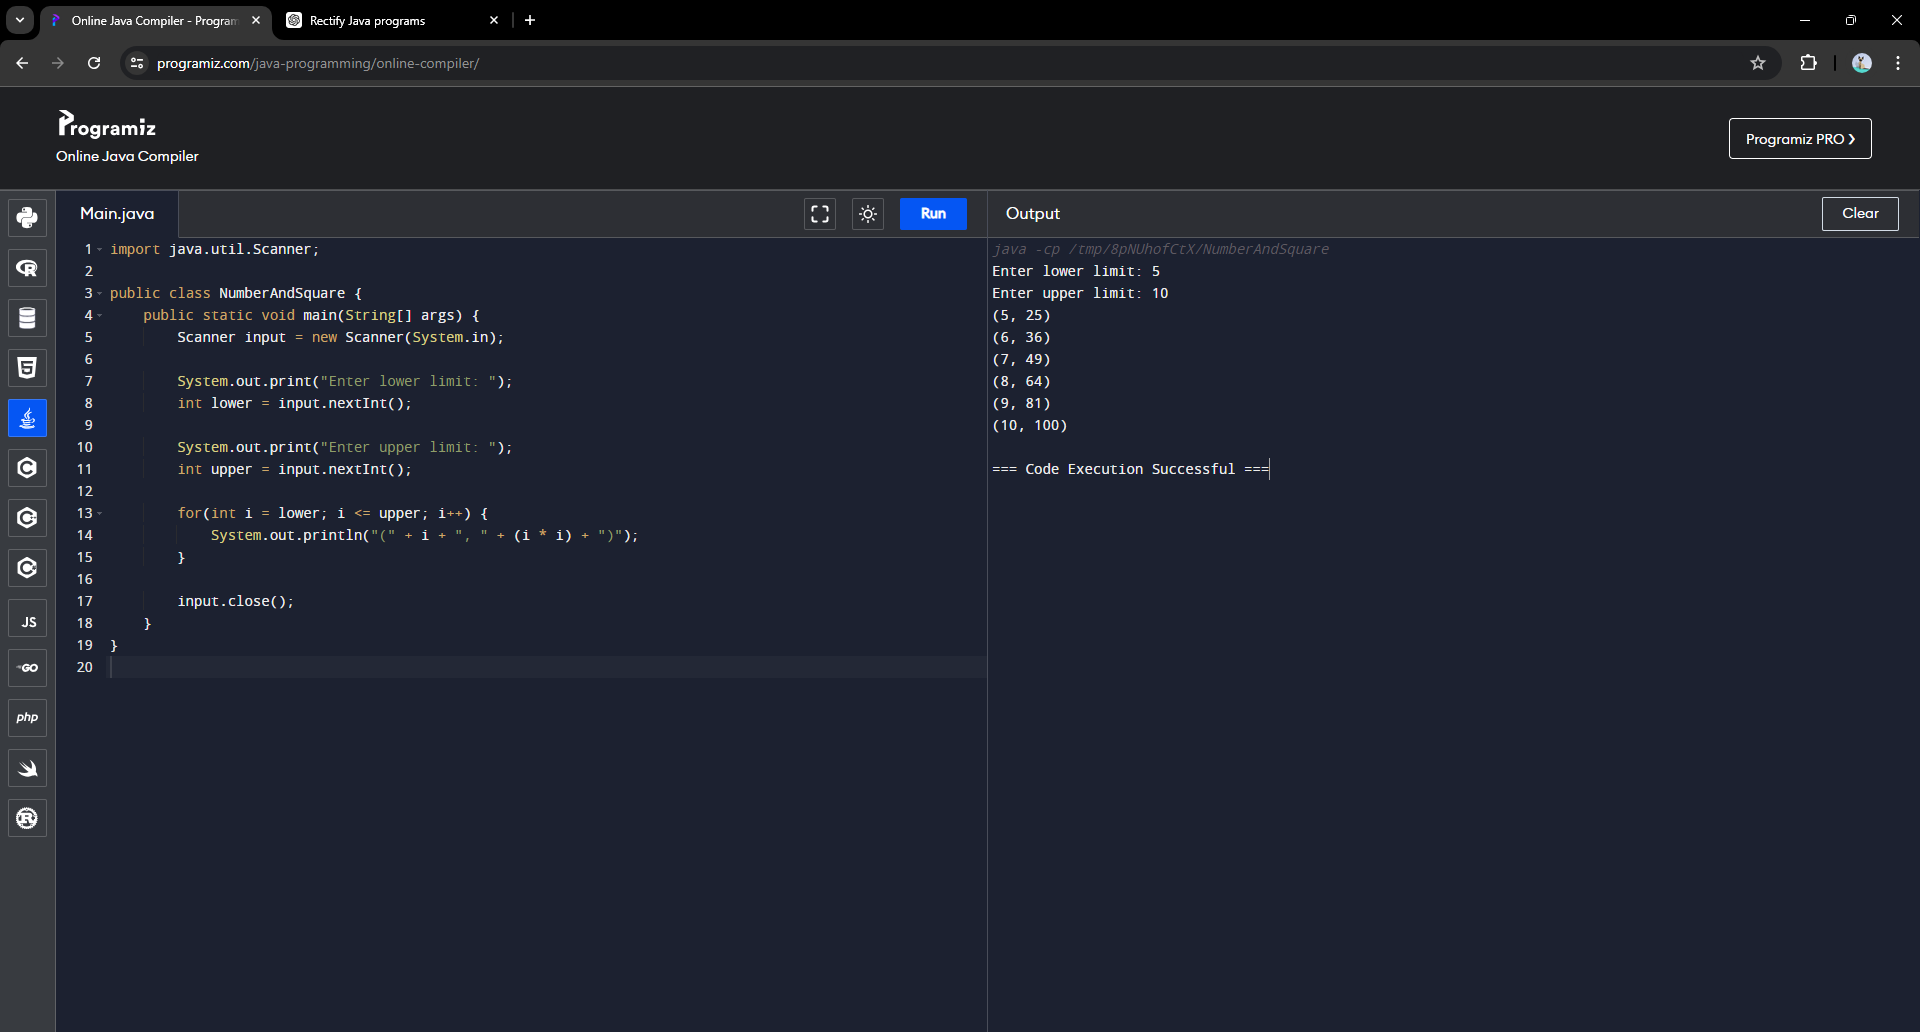 Online Java Compiler - Program
Rectify Java programs
programiz.com/java-programming/online-compiler/
Programiz
Online Java Compiler
Programiz PRO ❯
Main.java
Run
Output
Clear
1 import java.util.Scanner;
2
3 public class NumberAndSquare {
4     public static void main(String[] args) {
5         Scanner input = new Scanner(System.in);
6
7         System.out.print("Enter lower limit: ");
8         int lower = input.nextInt();
9
10         System.out.print("Enter upper limit: ");
11         int upper = input.nextInt();
12
13         for(int i = lower; i <= upper; i++) {
14             System.out.println("(" + i + ", " + (i * i) + ")");
15         }
16
17         input.close();
18     }
19 }
20
java -cp /tmp/8pNUhofCtX/NumberAndSquare
Enter lower limit: 5
Enter upper limit: 10
(5, 25)
(6, 36)
(7, 49)
(8, 64)
(9, 81)
(10, 100)
=== Code Execution Successful ===
R
5
C
C
C
JS
GO
php
R